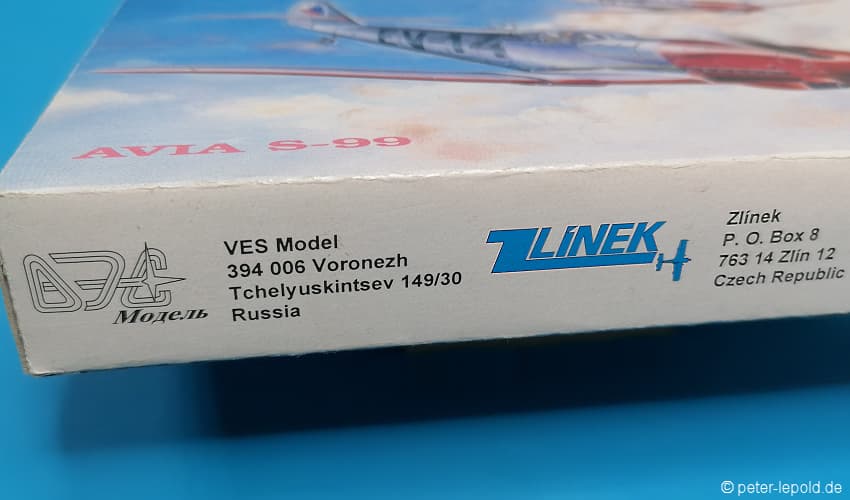 AVIA S-99
ВЭС
Модель
VES Model
394 006 Voronezh
Tchelyuskintsev 149/30
Russia
ZLíNEK
Zlínek
P. O. Box 8
763 14 Zlín 12
Czech Republic
© peter-lepold.de